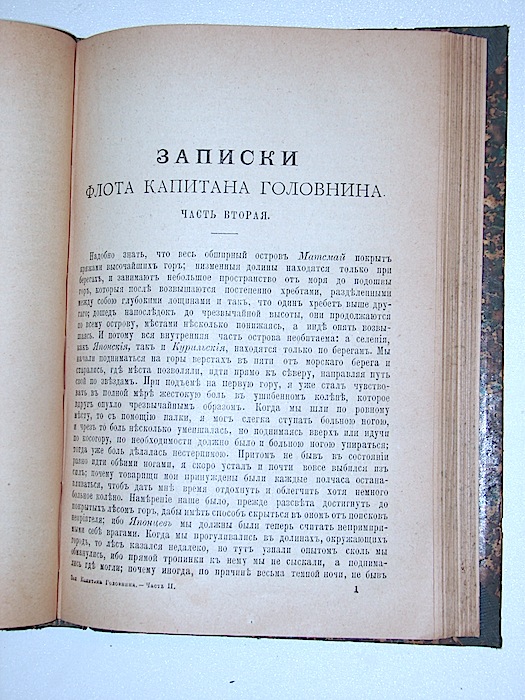 ЗАПИСКИ
ФЛОТА КАПИТАНА ГОЛОВНИНА.
ЧАСТЬ ВТОРАЯ.
Надобно знать, что весь обширный островъ Матсмай покрытъ
кряжами высочайшихъ горъ; низменныя долины находятся только при
берегахъ, и занимаютъ небольшое пространство отъ моря до подошвы
горъ, которыя послѣ возвышаются постепенно хребтами, раздѣленными
между собою глубокими лощинами и такъ, что одинъ хребетъ выше дру-
гаго; дошедъ напослѣдокъ до чрезвычайной высоты, они продолжаются
по всему острову, мѣстами нѣсколько понижаясь, а индѣ опять возвы-
шаясь. И потому вся внутренняя часть острова необитаема: а селенія,
какъ Японскія, такъ и Курильскія, находятся только по берегамъ. Мы
начали подниматься на горы верстахъ въ пяти отъ морскаго берега и
старались, гдѣ мѣста позволяли, идти прямо къ сѣверу, направляя путь
свой по звѣздамъ. При подъемѣ на первую гору, я уже сталъ чувство-
вать въ полной мѣрѣ жестокую боль въ ушибенномъ колѣнѣ, которое
вдругъ опухло чрезвычайнымъ образомъ. Когда мы шли по ровному
мѣсту, то съ помощію палки, я могъ слегка ступать больною ногою,
и чрезъ то боль нѣсколько уменшалась, но поднимаясь вверхъ или идучи
по косогору, по необходимости должно было и больною ногою упираться;
тогда уже боль дѣлалась нестерпимою. Притомъ не бывъ въ состояніи
равно идти обѣими ногами, я скоро усталъ и почти вовсе выбился изъ
силъ; почему товарищи мои принуждены были каждые полчаса остана-
вливаться, чтобъ дать мнѣ время отдохнуть и облегчить хотя немного
больное колѣно. Намѣреніе наше было, прежде разсвѣта достигнуть до
покрытыхъ лѣсомъ горъ, дабы имѣть способъ скрыться въ ономъ отъ поисковъ
непріятеля; ибо Японцевъ мы должны были теперь считать непримири-
мыми себѣ врагами. Когда мы прогуливались въ долинахъ, окружающихъ
городъ, то лѣсъ казался недалеко, но тутъ узнали опытомъ сколь мы
обманулись, ибо прямой тропинки къ нему мы не сыскали, а поднима-
лись гдѣ могли; почему иногда, по причинѣ весьма темной ночи, не бывъ
Зап. Капитана Головнина.—Часть II. 1